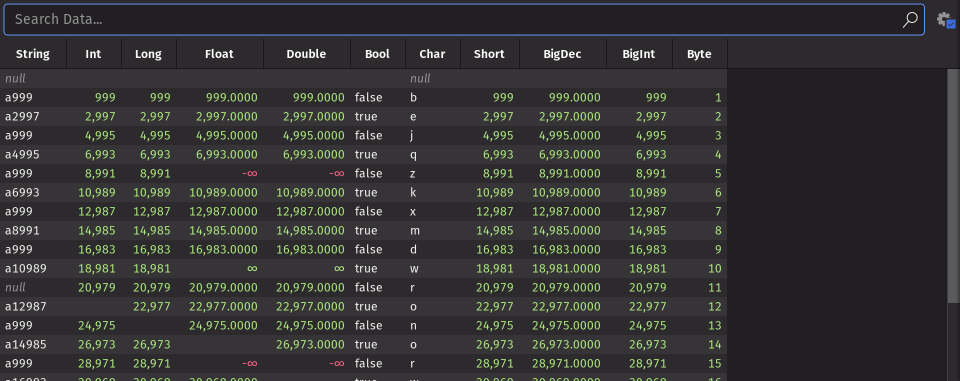 Search Data...
String Int Long Float Double Bool Char Short BigDec BigInt Byte
null null
a999 999 999 999.0000 999.0000 false b 999 999.0000 999 1
a2997 2,997 2,997 2,997.0000 2,997.0000 true e 2,997 2,997.0000 2,997 2
a999 4,995 4,995 4,995.0000 4,995.0000 false j 4,995 4,995.0000 4,995 3
a4995 6,993 6,993 6,993.0000 6,993.0000 true q 6,993 6,993.0000 6,993 4
a999 8,991 8,991 -∞ -∞ false z 8,991 8,991.0000 8,991 5
a6993 10,989 10,989 10,989.0000 10,989.0000 true k 10,989 10,989.0000 10,989 6
a999 12,987 12,987 12,987.0000 12,987.0000 false x 12,987 12,987.0000 12,987 7
a8991 14,985 14,985 14,985.0000 14,985.0000 true m 14,985 14,985.0000 14,985 8
a999 16,983 16,983 16,983.0000 16,983.0000 false d 16,983 16,983.0000 16,983 9
a10989 18,981 18,981 ∞ ∞ true w 18,981 18,981.0000 18,981 10
null 20,979 20,979 20,979.0000 20,979.0000 false r 20,979 20,979.0000 20,979 11
a12987 22,977 22,977.0000 22,977.0000 true o 22,977 22,977.0000 22,977 12
a999 24,975 24,975.0000 24,975.0000 false n 24,975 24,975.0000 24,975 13
a14985 26,973 26,973 26,973.0000 true o 26,973 26,973.0000 26,973 14
a999 28,971 28,971 -∞ -∞ false r 28,971 28,971.0000 28,971 15